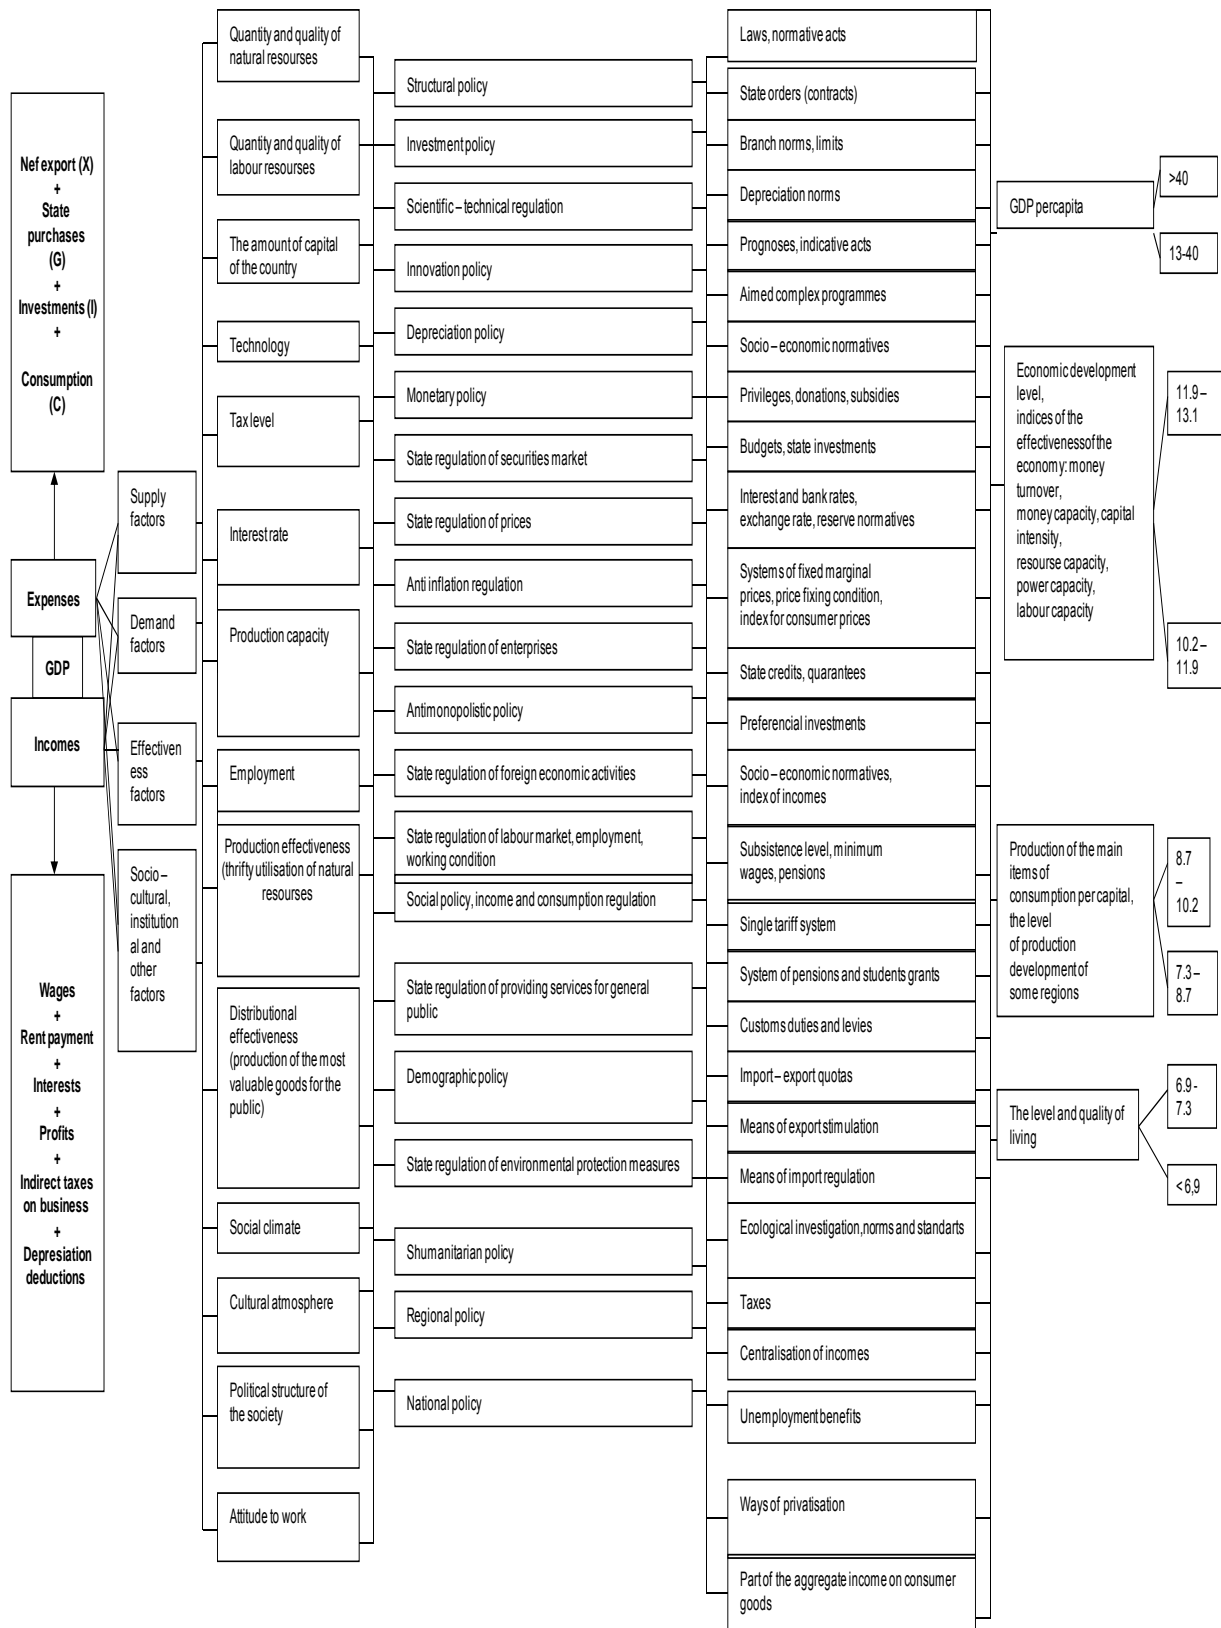 Nef export (X)
+
State
purchases
(G)
+
Investments (I)
+
Consumption
(C)
Expenses
GDP
Incomes
Wages
+
Rent payment
+
Interests
+
Profits
+
Indirect taxes
on business
+
Depresiation
deductions
Supply
factors
Demand
factors
Effectiven
ess
factors
Socio –
cultural,
institution
al and
other
factors
Quantity and quality of
natural resourses
Quantity and quality of
labour resourses
The amount of capital
of the country
Technology
Tax level
Interest rate
Production capacity
Employment
Production effectiveness
(thrifty utilisation of natural
resourses
Distributional
effectiveness
(production of the most
valuable goods for the
public)
Social climate
Cultural atmosphere
Political structure of
the society
Attitude to work
Structural policy
Investment policy
Scientific – technical regulation
Innovation policy
Depreciation policy
Monetary policy
State regulation of securities market
State regulation of prices
Anti inflation regulation
State regulation of enterprises
Antimonopolistic policy
State regulation of foreign economic activities
State regulation of labour market, employment,
working condition
Social policy, income and consumption regulation
State regulation of providing services for general
public
Demographic policy
State regulation of environmental protection measures
Shumanitarian policy
Regional policy
National policy
Laws, normative acts
State orders (contracts)
Branch norms, limits
Depreciation norms
Prognoses, indicative acts
Aimed complex programmes
Socio – economic normatives
Privileges, donations, subsidies
Budgets, state investments
Interest and bank rates,
exchange rate, reserve normatives
Systems of fixed marginal
prices, price fixing condition,
index for consumer prices
State credits, quarantees
Preferencial investments
Socio – economic normatives,
index of incomes
Subsistence level, minimum
wages, pensions
Single tariff system
System of pensions and students grants
Customs duties and levies
Import – export quotas
Means of export stimulation
Means of import regulation
Ecological investigation, norms and standarts
Taxes
Centralisation of incomes
Unemployment benefits
Ways of privatisation
Part of the aggregate income on consumer
goods
GDP percapita
Economic development
level,
indices of the
effectiveness of the
economy: money
turnover,
money capacity, capital
intensity,
resourse capacity,
power capacity,
labour capacity
Production of the main
items of
consumption per capital,
the level
of production
development of
some regions
The level and quality of
living
>40
13-40
11.9 –
13.1
10.2 –
11.9
8.7
–
10.2
7.3 –
8.7
6.9 -
7.3
< 6,9